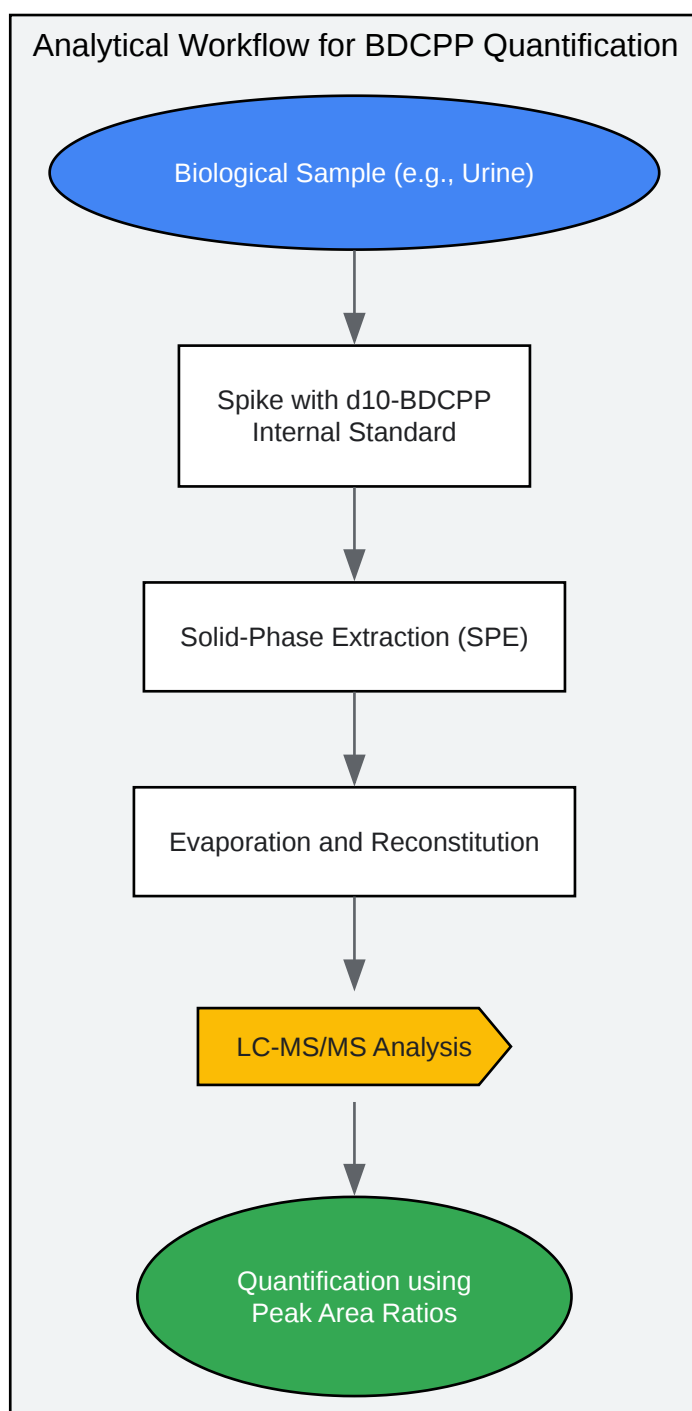 Analytical Workflow for BDCPP Quantification
Biological Sample (e.g., Urine)
Spike with d10-BDCPP
Internal Standard
Solid-Phase Extraction (SPE)
Evaporation and Reconstitution
LC-MS/MS Analysis
Quantification using
Peak Area Ratios